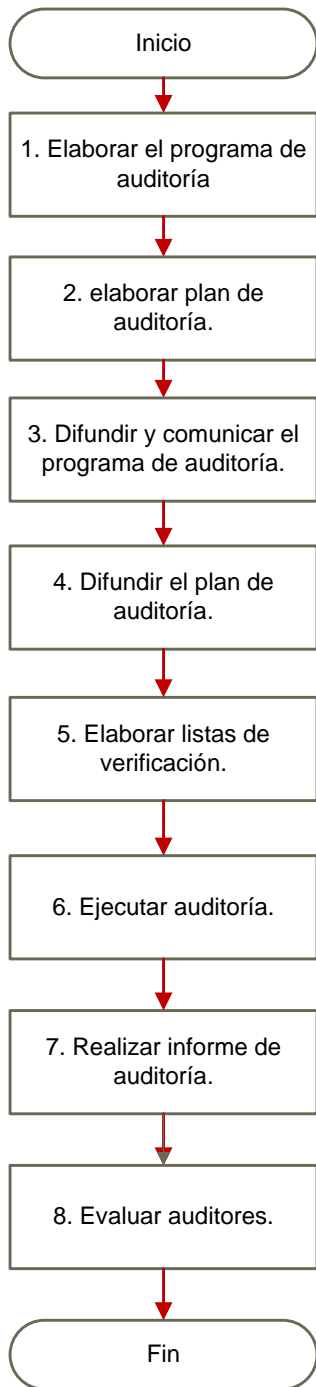 Inicio
1. Elaborar el programa de
auditoría
2. elaborar plan de
auditoría.
3. Difundir y comunicar el
programa de auditoría.
4. Difundir el plan de
auditoría.
5. Elaborar listas de
verificación.
6. Ejecutar auditoría.
7. Realizar informe de
auditoría.
8. Evaluar auditores.
Fin